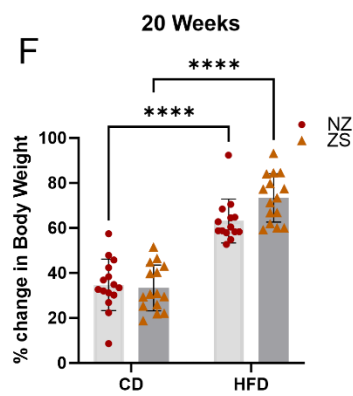 20 Weeks
F
****
****
NZ
ZS
% change in Body Weight
100
80
60
40
20
0
CD
HFD